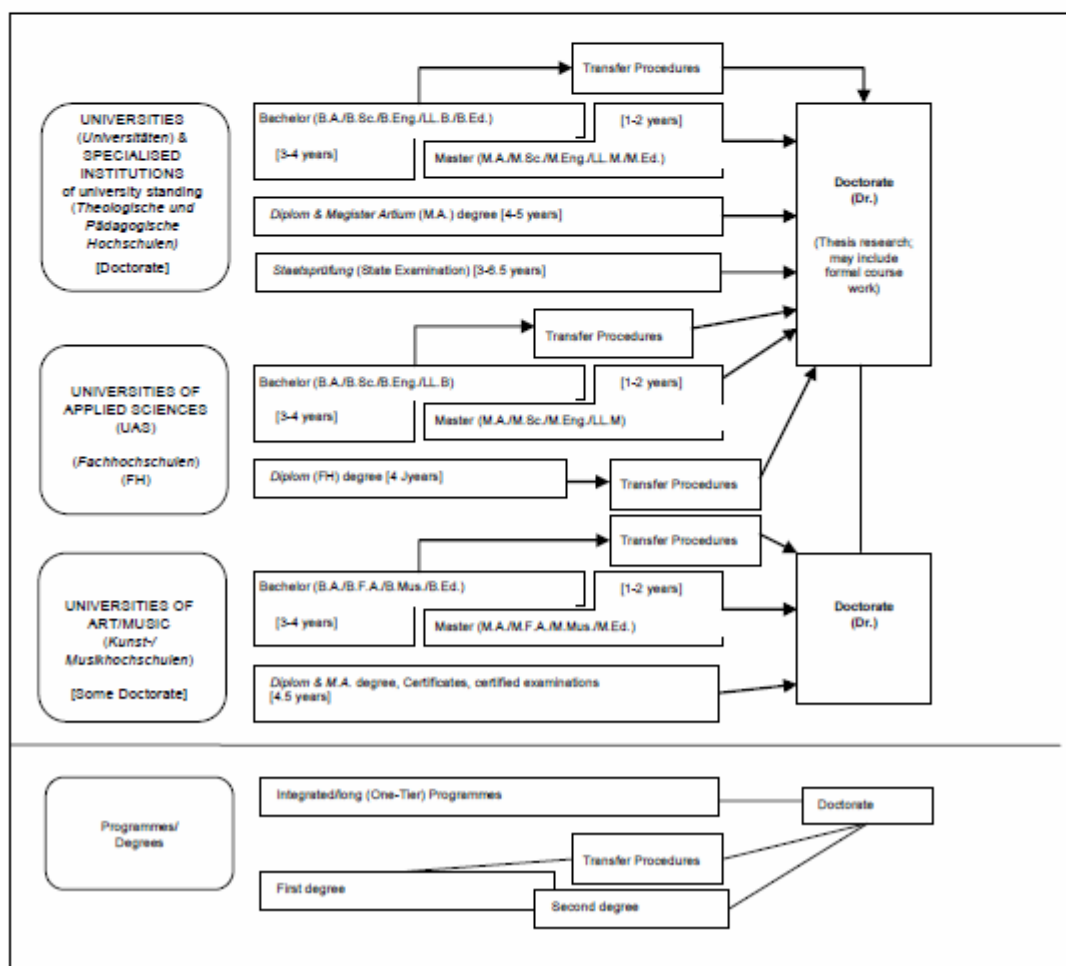 Transfer Procedures
UNIVERSITIES
(Universitäten) &
SPECIALISED
INSTITUTIONS
of university standing
(Theologische und
Pädagogische
Hochschulen)
[Doctorate]
Bachelor (B.A./B.Sc./B.Eng./LL.B./B.Ed.)
[3-4 years]
[1-2 years]
Master (M.A./M.Sc./M.Eng./LL.M./M.Ed.)
Diplom & Magister Artium (M.A.) degree [4-5 years]
Staatsprüfung (State Examination) [3-6.5 years]
Doctorate
(Dr.)
(Thesis research;
may include
formal course
work)
Transfer Procedures
UNIVERSITIES OF
APPLIED SCIENCES
(UAS)
(Fachhochschulen)
(FH)
Bachelor (B.A./B.Sc./B.Eng./LL.B)
[3-4 years]
[1-2 years]
Master (M.A./M.Sc./M.Eng./LL.M)
Diplom (FH) degree [4 Jyears]
Transfer Procedures
Transfer Procedures
UNIVERSITIES OF
ART/MUSIC
(Kunst-/
Musikhochschulen)
[Some Doctorate]
Bachelor (B.A./B.F.A./B.Mus./B.Ed.)
[3-4 years]
[1-2 years]
Master (M.A./M.F.A./M.Mus./M.Ed.)
Diplom & M.A. degree, Certificates, certified examinations
[4.5 years]
Doctorate
(Dr.)
Programmes/
Degrees
Integrated/long (One-Tier) Programmes
Doctorate
Transfer Procedures
First degree
Second degree